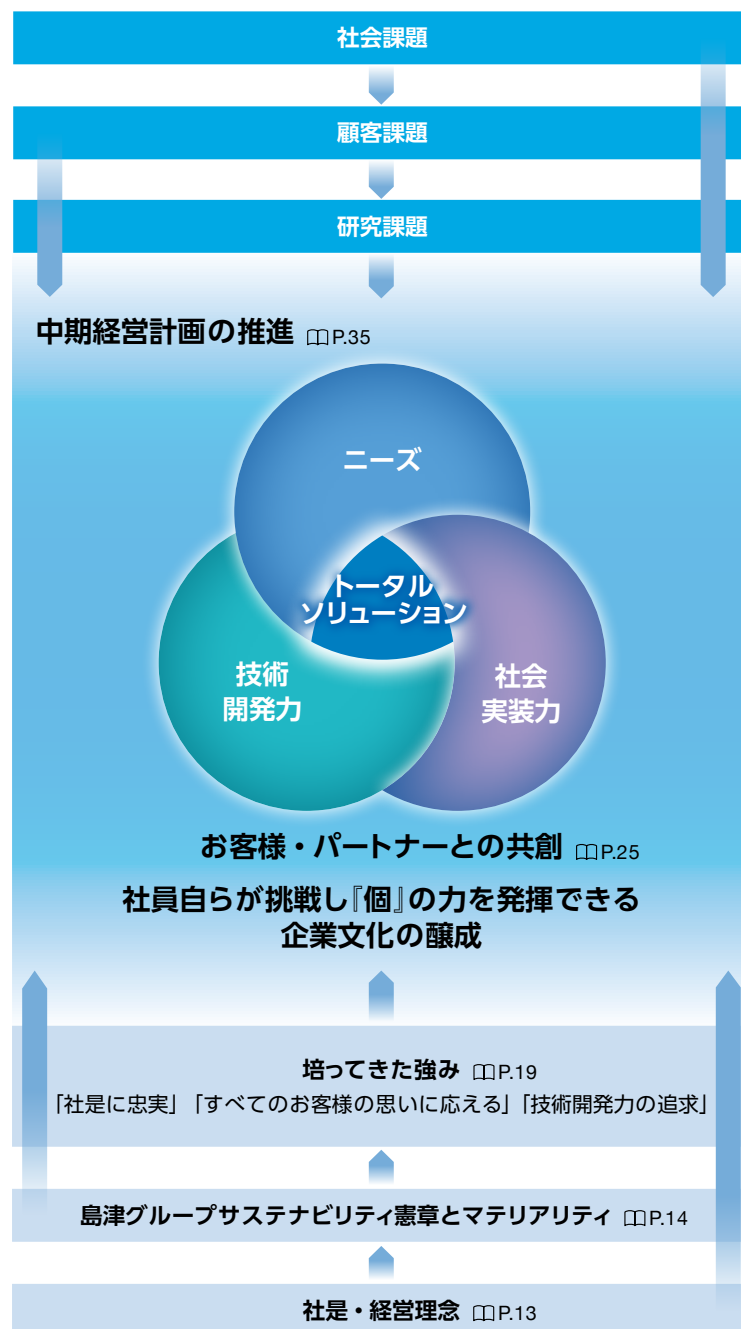 社会課題
顧客課題
研究課題
中期経営計画の推進 P.35
ニーズ
トータル
ソリューション
技術
開発力
社会
実装力
お客様・パートナーとの共創 P.25
社員自らが挑戦し『個』の力を発揮できる
企業文化の醸成
培ってきた強み P.19
「社是に忠実」「すべてのお客様の思いに応える」「技術開発力の追求」
島津グループサステナビリティ憲章とマテリアリティ P.14
社是・経営理念 P.13